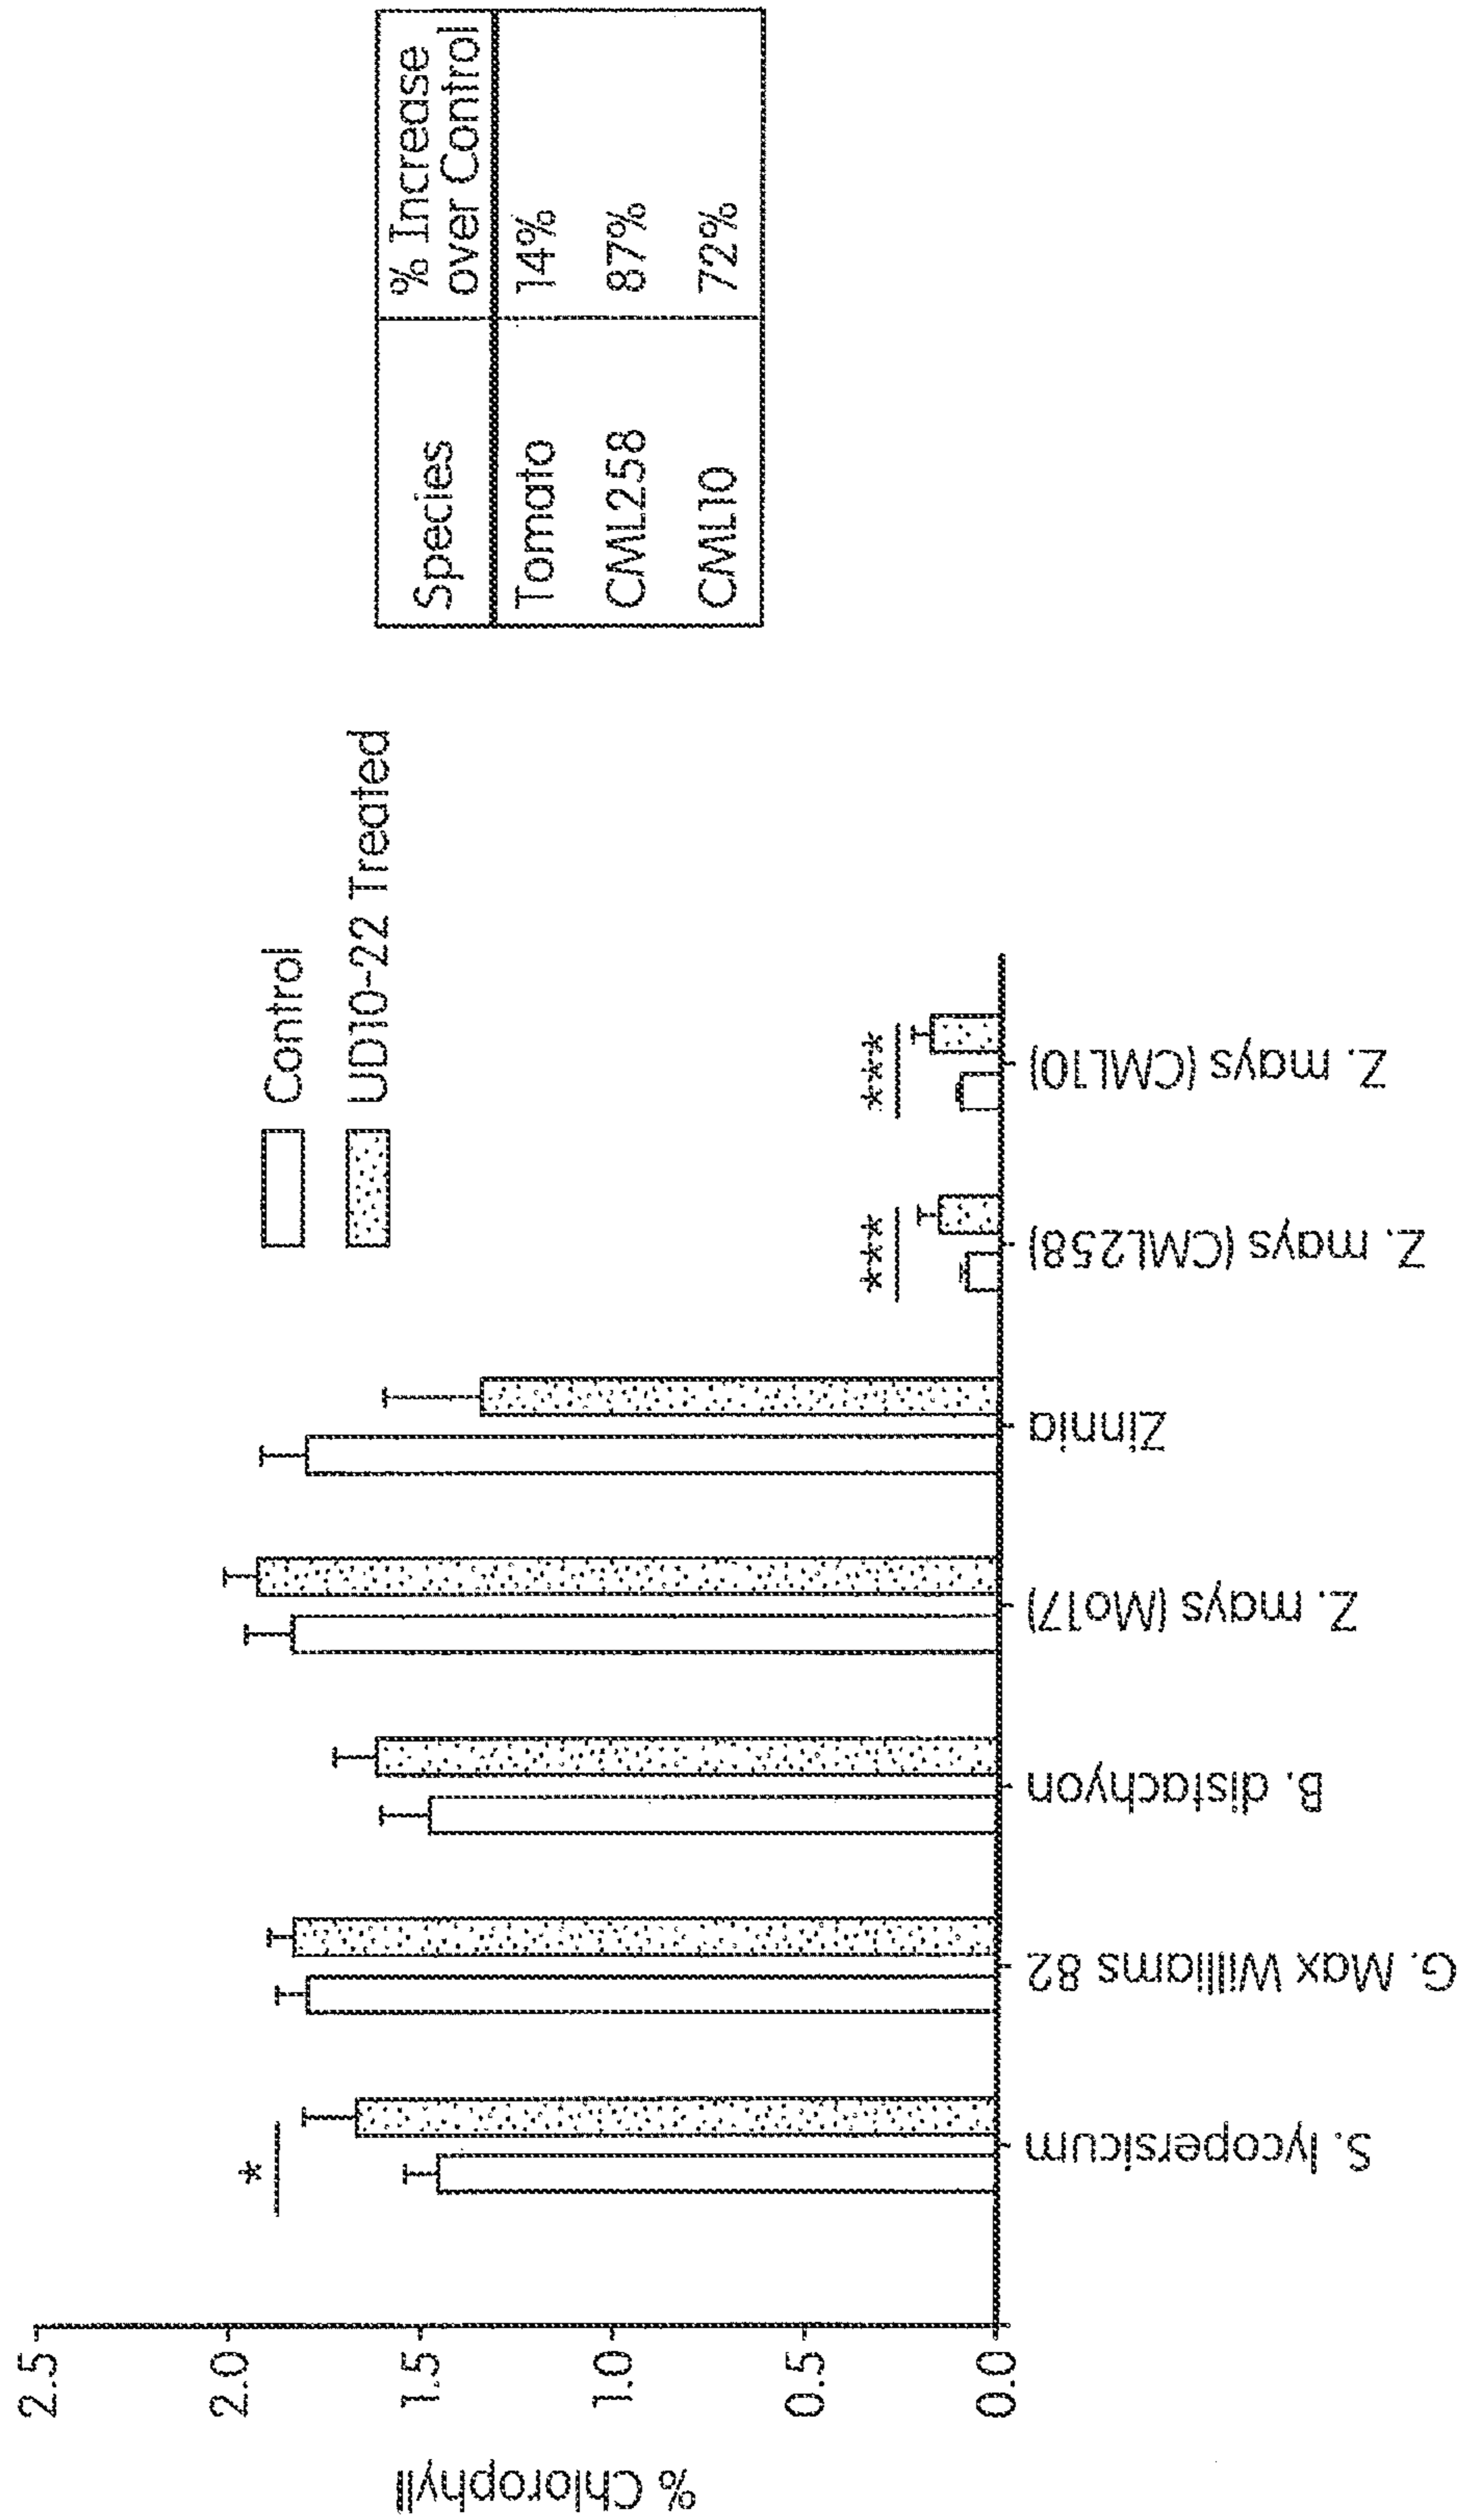 % Chlorophyll
2.5
2.0
1.5
1.0
0.5
0.0
*
***
***
S. lycopersicum
G. Max Williams 82
B. distachyon
Z. mays (Mo17)
Zinnia
Z. mays (CML258)
Z. mays (CML10)
Control
UD10-22 Treated
Species
% Increase
over Control
Tomato
14%
CML258
87%
CML10
72%